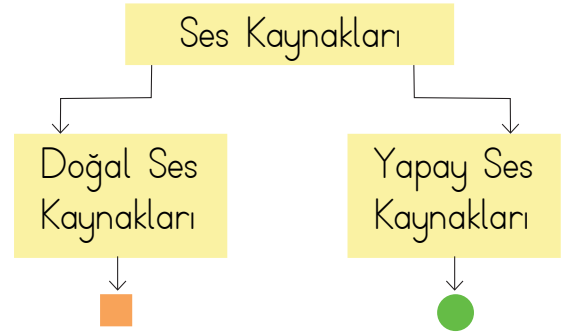 Ses Kaynakları
Doğal Ses
Kaynakları
Yapay Ses
Kaynakları